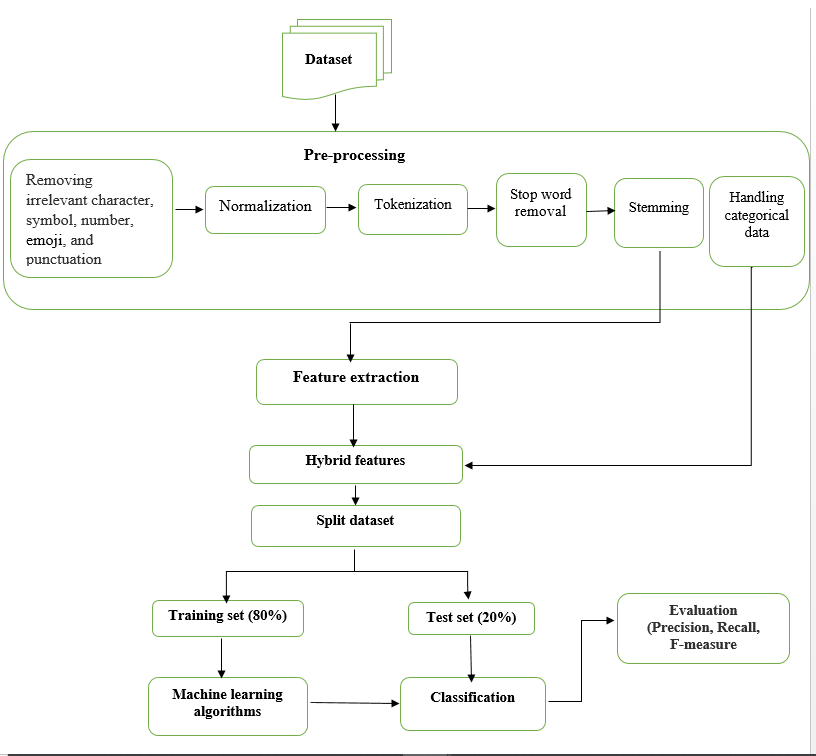 Dataset
Pre-processing
Removing
irrelevant character,
symbol, number,
emoji, and
punctuation
Normalization
Tokenization
Stop word
removal
Stemming
Handling
categorical
data
Feature extraction
Hybrid features
Split dataset
Training set (80%)
Test set (20%)
Evaluation
(Precision, Recall,
F-measure
Machine learning
algorithms
Classification